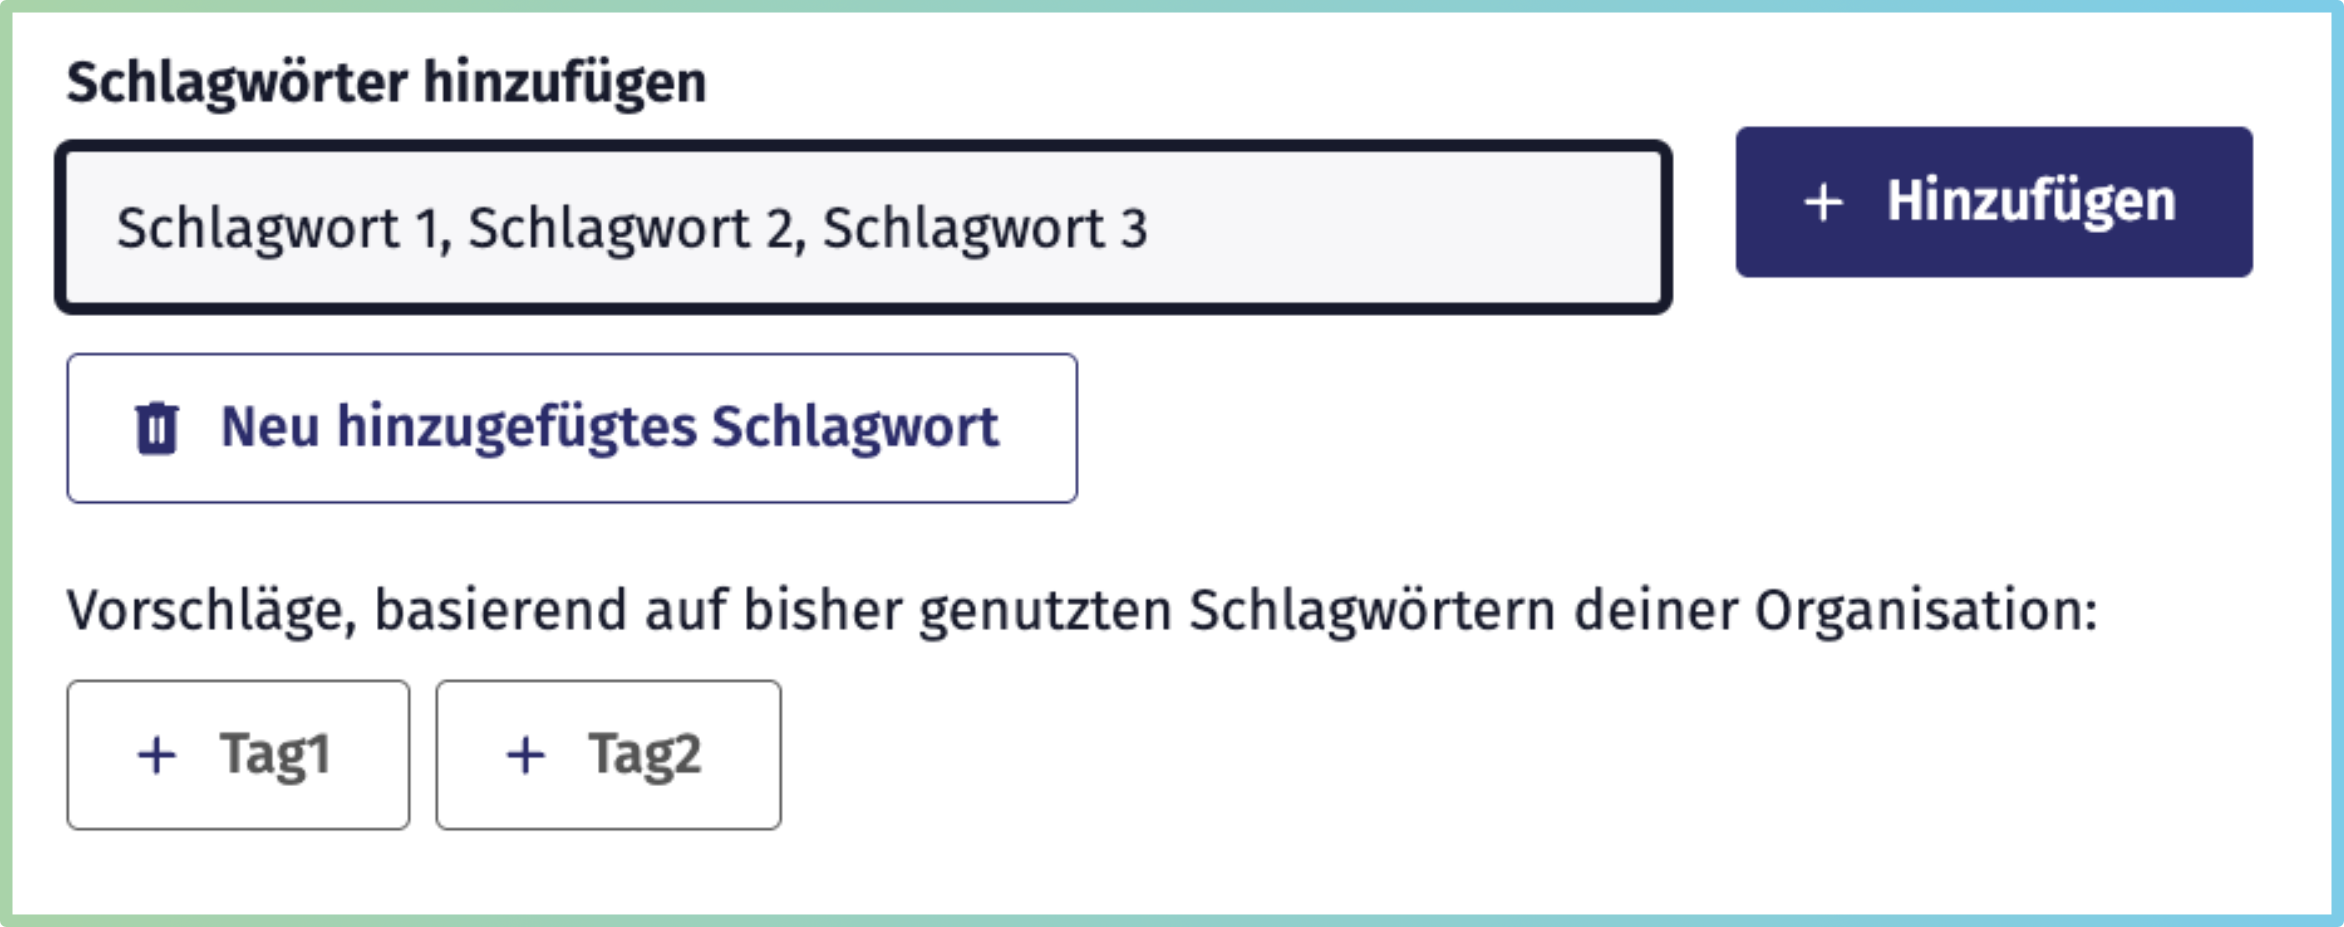 Schlagwörter hinzufügen
Schlagwort 1, Schlagwort 2, Schlagwort 3
+ Hinzufügen
Neu hinzugefügtes Schlagwort
Vorschläge, basierend auf bisher genutzten Schlagwörtern deiner Organisation:
+ Tag1 + Tag2